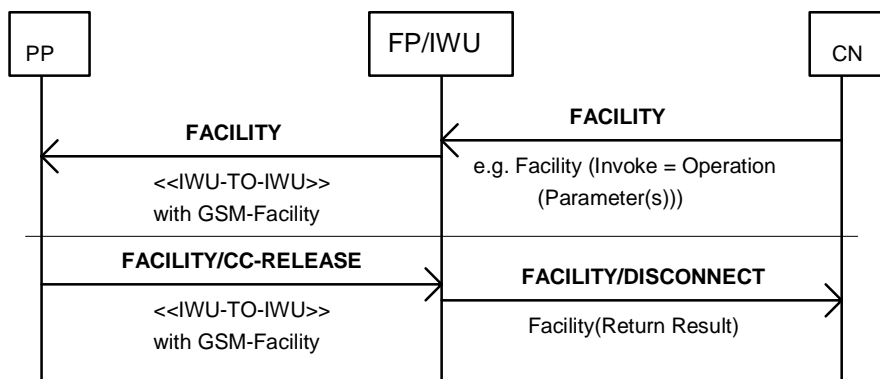 PP
FP/IWU
CN
FACILITY
FACILITY
<<IWU-TO-IWU>>
with GSM-Facility
e.g. Facility (Invoke = Operation
(Parameter(s)))
FACILITY/CC-RELEASE
FACILITY/DISCONNECT
<<IWU-TO-IWU>>
with GSM-Facility
Facility(Return Result)